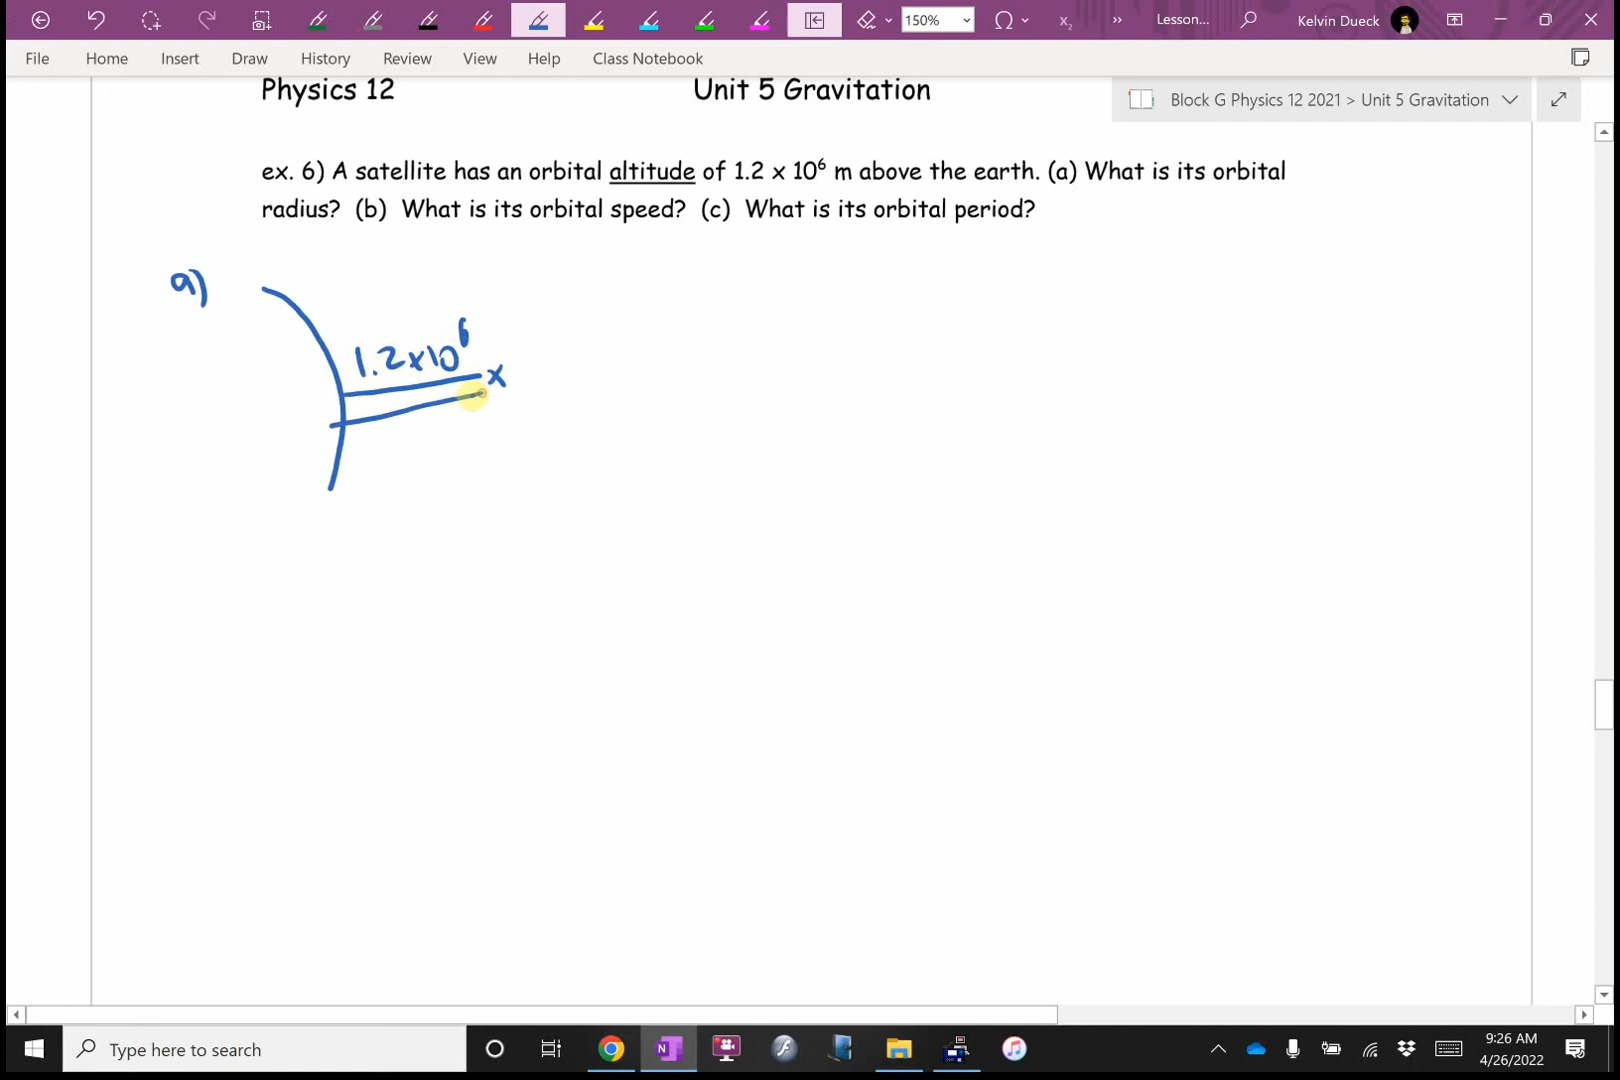 150%
Ω
x₂
››
Lesson...
Kelvin Dueck
File Home Insert Draw History Review View Help Class Notebook
Physics 12 Unit 5 Gravitation
Block G Physics 12 2021 > Unit 5 Gravitation
ex. 6) A satellite has an orbital altitude of 1.2 x 10⁶ m above the earth. (a) What is its orbital
radius? (b) What is its orbital speed? (c) What is its orbital period?
a)
1.2x10⁶
x
Type here to search
N
f
9:26 AM
4/26/2022